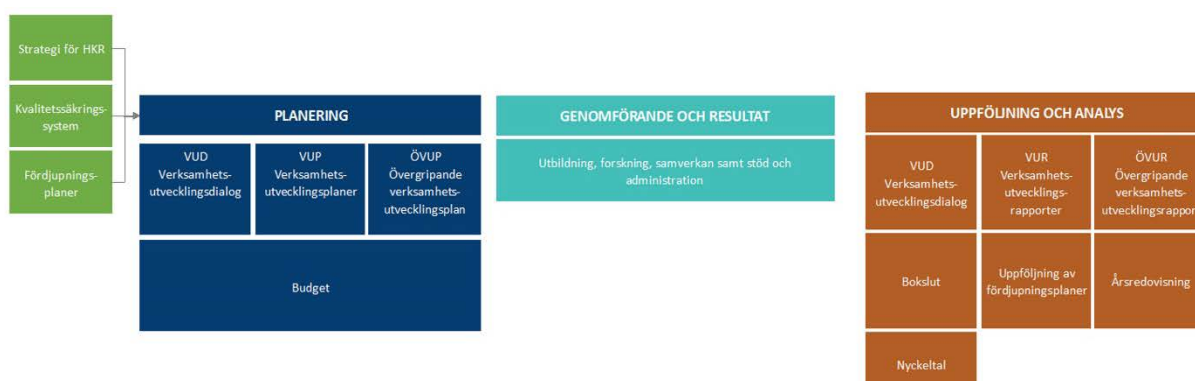 Strategi för HKR
Kvalitetssäkrings-
system
Fördjupnings-
planer
PLANERING
VUD
Verksamhets-
utvecklingsdialog
VUP
Verksamhets-
utvecklingsplaner
ÖVUP
Övergripande
verksamhets-
utvecklingsplan
Budget
GENOMFÖRANDE OCH RESULTAT
Utbildning, forskning, samverkan samt stöd och
administration
UPPFÖLJNING OCH ANALYS
VUD
Verksamhets-
utvecklingsdialog
VUR
Verksamhets-
utvecklings-
rapporter
ÖVUR
Övergripande
verksamhets-
utvecklingsrappor
Bokslut
Uppföljning av
fördjupningsplaner
Årsredovisning
Nyckeltal